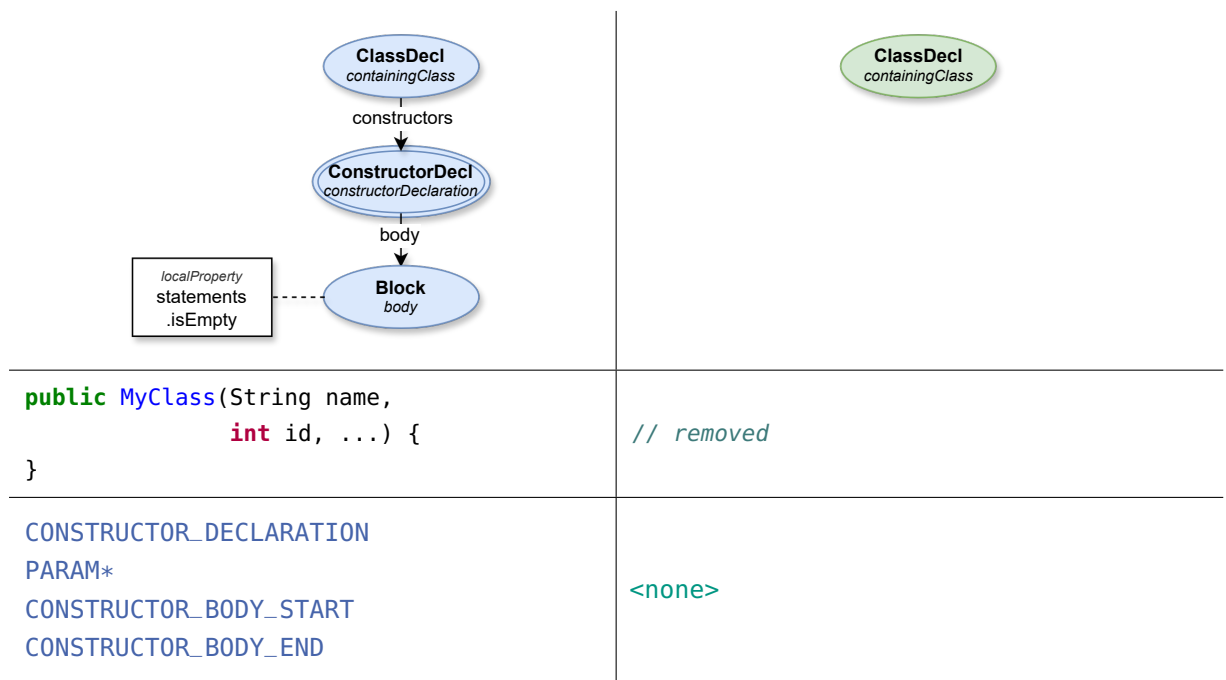 ClassDecl
containingClass
constructors
ConstructorDecl
constructorDeclaration
body
localProperty
statements
.isEmpty
Block
body
ClassDecl
containingClass
public MyClass(String name,
int id, ...) {
}
// removed
CONSTRUCTOR_DECLARATION
PARAM*
CONSTRUCTOR_BODY_START
CONSTRUCTOR_BODY_END
<none>